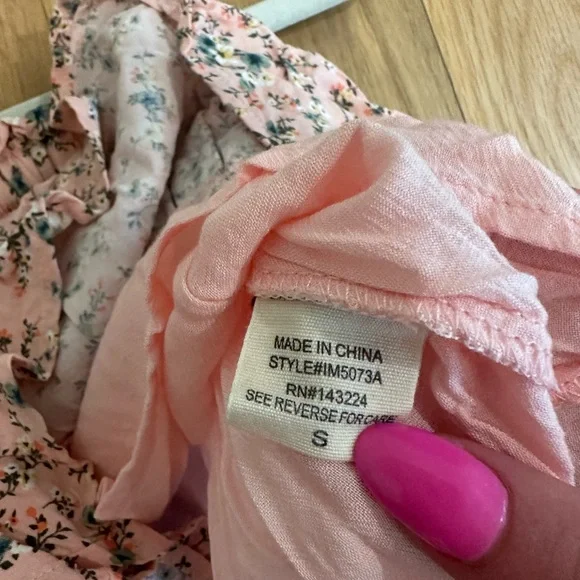 MADE IN CHINA
STYLE#IM5073A
RN#143224
SEE REVERSE FOR CARE
S